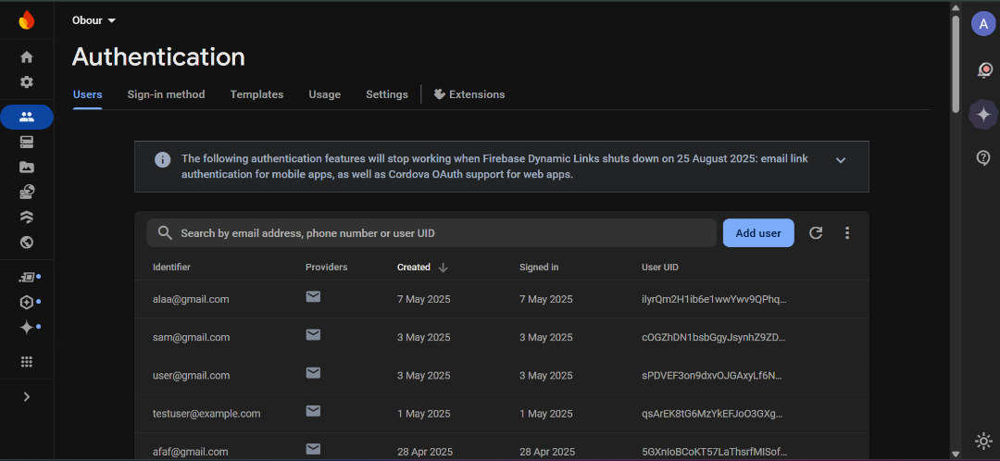 Obour
A
Authentication
Users Sign-in method Templates Usage Settings Extensions
The following authentication features will stop working when Firebase Dynamic Links shuts down on 25 August 2025: email link
authentication for mobile apps, as well as Cordova OAuth support for web apps.
Search by email address, phone number or user UID Add user
Identifier Providers Created Signed in User UID
alaa@gmail.com 7 May 2025 7 May 2025 ilyrQm2H1ib6e1wwYwv9QPhq…
sam@gmail.com 3 May 2025 3 May 2025 cOGZhDN1bsbGgyJsynhZ9ZD…
user@gmail.com 3 May 2025 3 May 2025 sPDVEF3on9dxvOJGAxyLf6N…
testuser@example.com 1 May 2025 1 May 2025 qsArEK8tG6MzYkEFJoO3GXg…
afaf@gmail.com 28 Apr 2025 28 Apr 2025 5GXnIoBCoKT57LaThsrfMISof…